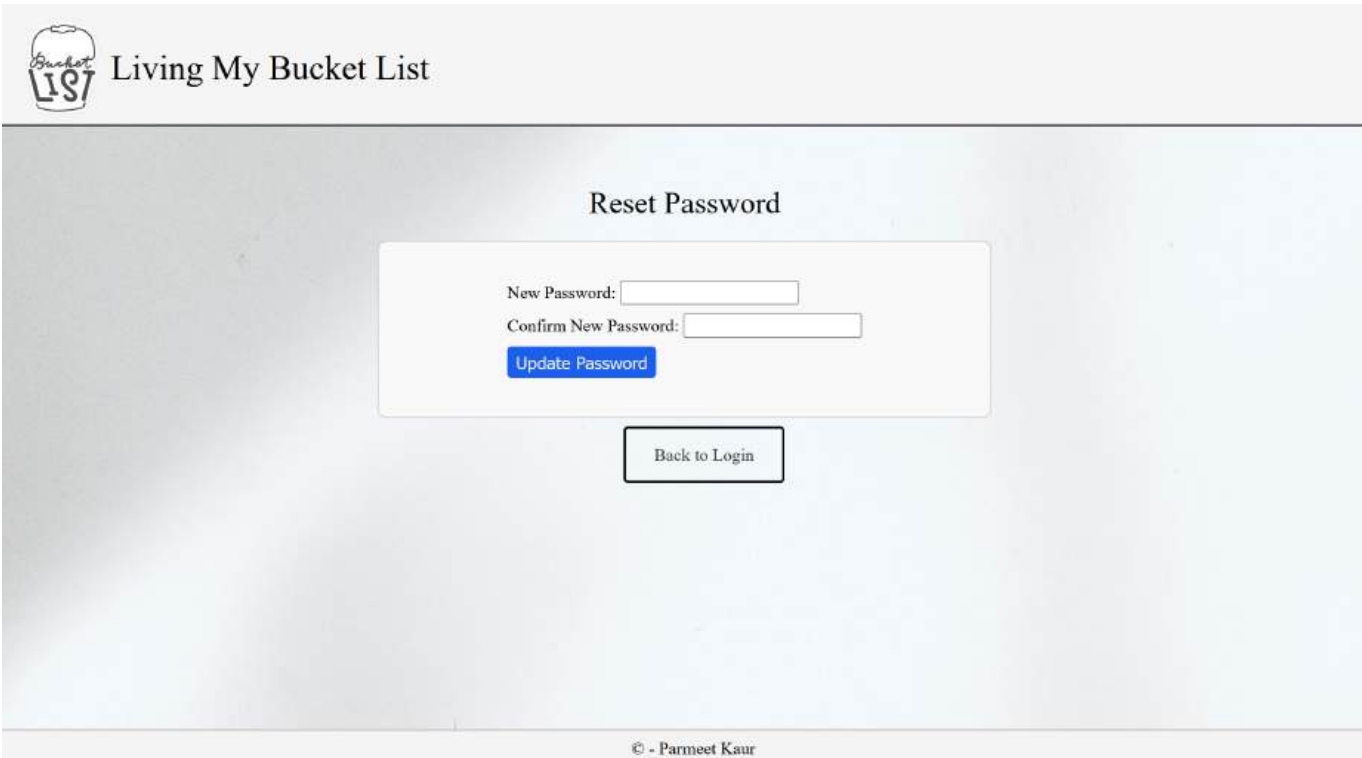 Bucket
LIST
Living My Bucket List
Reset Password
New Password:
Confirm New Password:
Update Password
Back to Login
© - Parmeet Kaur